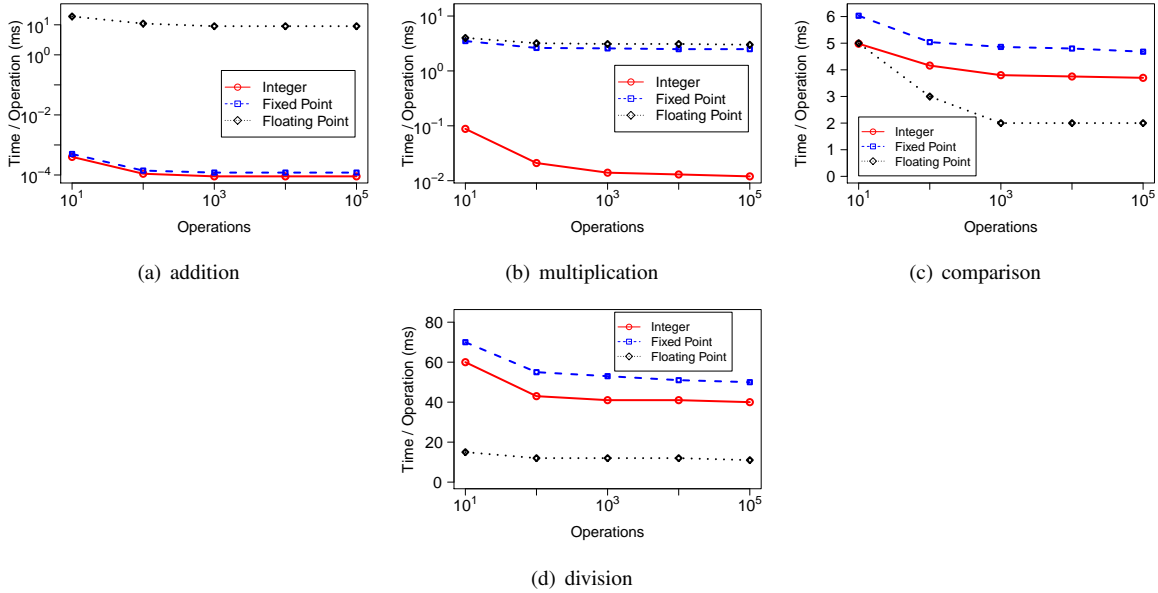 Time / Operation (ms)
10^1
10^0
10^−2
10^−4
Integer
Fixed Point
Floating Point
10^1
10^3
10^5
Operations
(a) addition
Time / Operation (ms)
10^1
10^0
10^−1
10^−2
Integer
Fixed Point
Floating Point
10^1
10^3
10^5
Operations
(b) multiplication
Time / Operation (ms)
6
5
4
3
2
1
0
Integer
Fixed Point
Floating Point
10^1
10^3
10^5
Operations
(c) comparison
Time / Operation (ms)
80
60
40
20
0
Integer
Fixed Point
Floating Point
10^1
10^3
10^5
Operations
(d) division